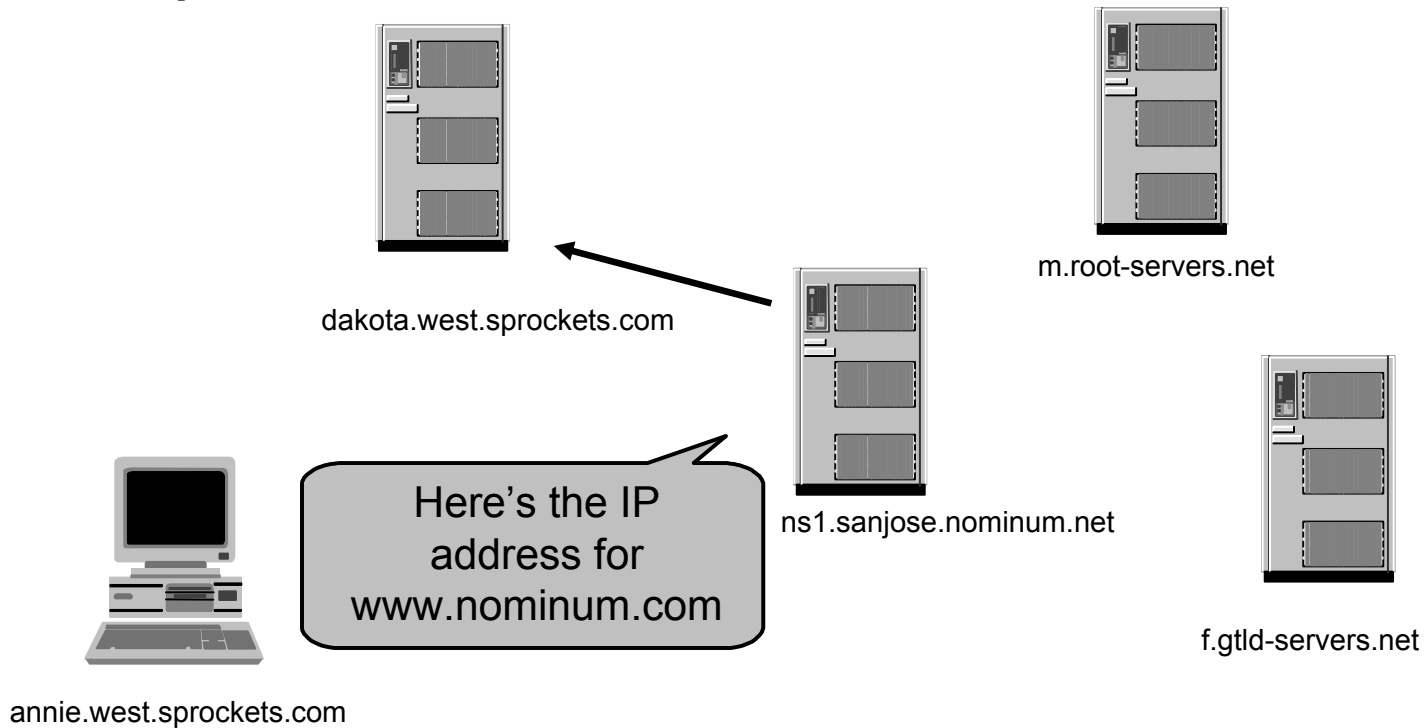 m.root-servers.net
dakota.west.sprockets.com
Here’s the IP
address for
www.nominum.com
ns1.sanjose.nominum.net
f.gtld-servers.net
annie.west.sprockets.com